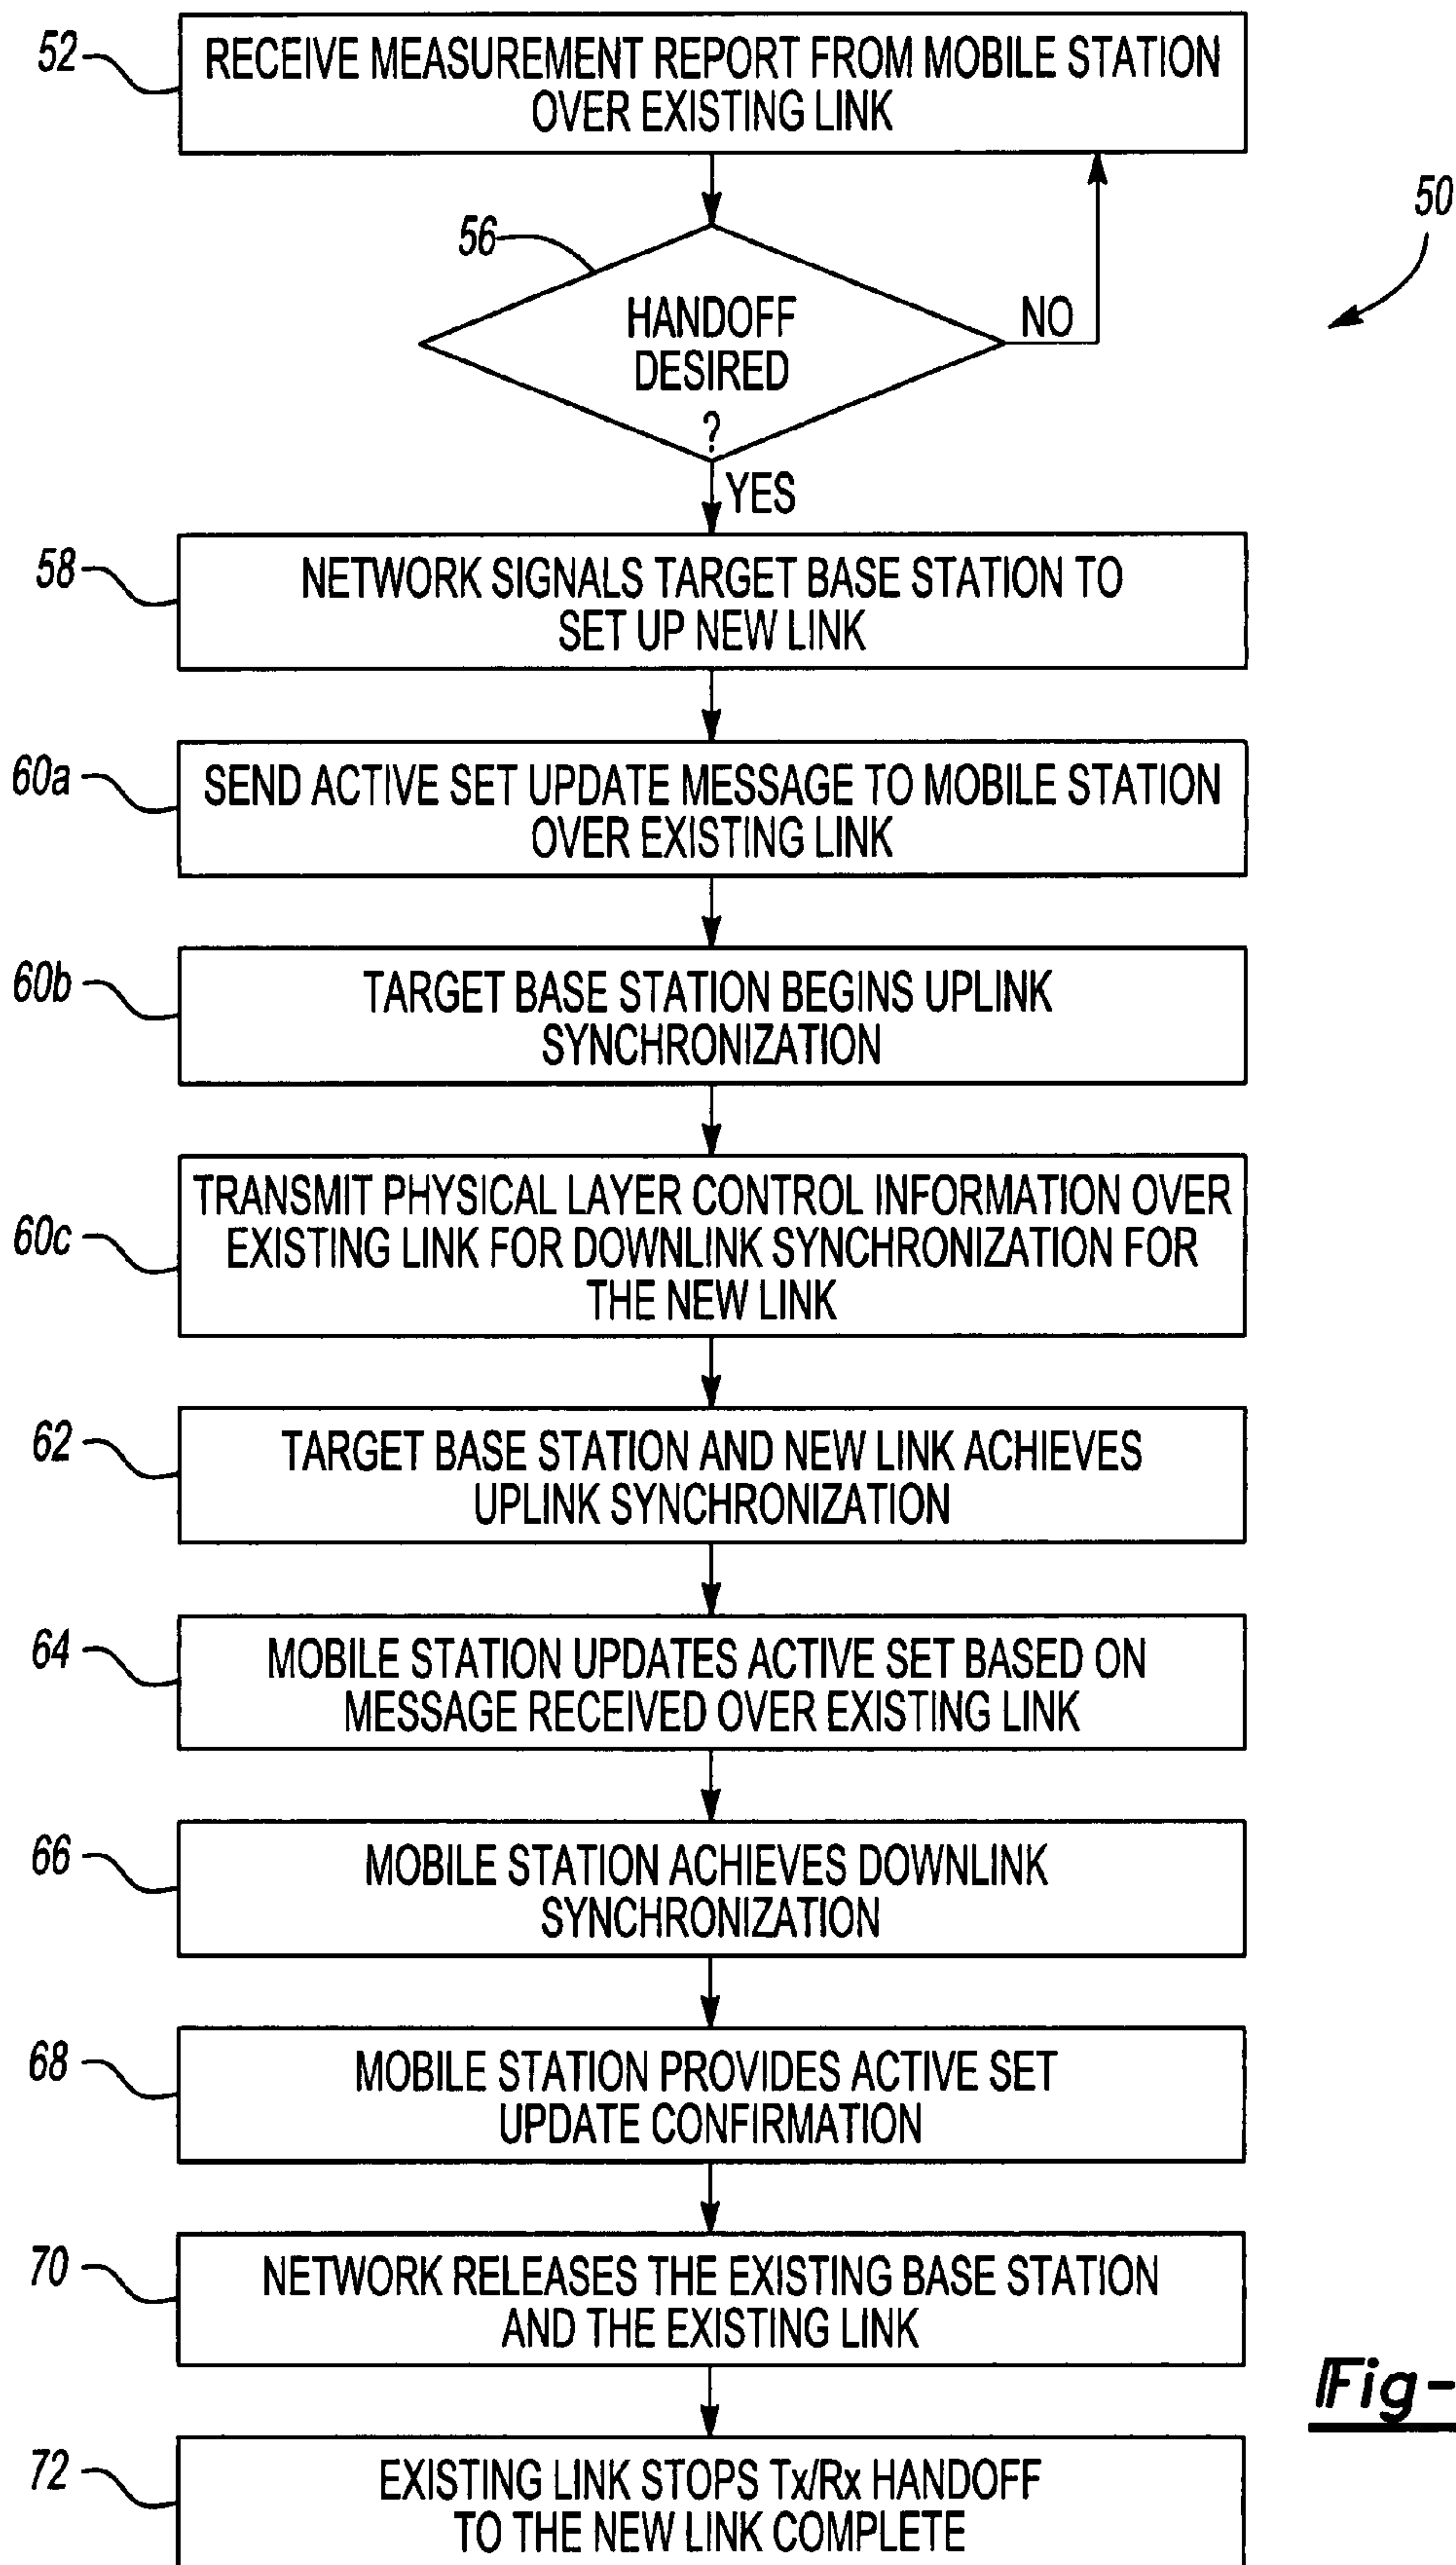 52
RECEIVE MEASUREMENT REPORT FROM MOBILE STATION
OVER EXISTING LINK
50
56
HANDOFF
DESIRED
?
NO
YES
58
NETWORK SIGNALS TARGET BASE STATION TO
SET UP NEW LINK
60a
SEND ACTIVE SET UPDATE MESSAGE TO MOBILE STATION
OVER EXISTING LINK
60b
TARGET BASE STATION BEGINS UPLINK
SYNCHRONIZATION
60c
TRANSMIT PHYSICAL LAYER CONTROL INFORMATION OVER
EXISTING LINK FOR DOWNLINK SYNCHRONIZATION FOR
THE NEW LINK
62
TARGET BASE STATION AND NEW LINK ACHIEVES
UPLINK SYNCHRONIZATION
64
MOBILE STATION UPDATES ACTIVE SET BASED ON
MESSAGE RECEIVED OVER EXISTING LINK
66
MOBILE STATION ACHIEVES DOWNLINK
SYNCHRONIZATION
68
MOBILE STATION PROVIDES ACTIVE SET
UPDATE CONFIRMATION
70
NETWORK RELEASES THE EXISTING BASE STATION
AND THE EXISTING LINK
Fig-
72
EXISTING LINK STOPS Tx/Rx HANDOFF
TO THE NEW LINK COMPLETE